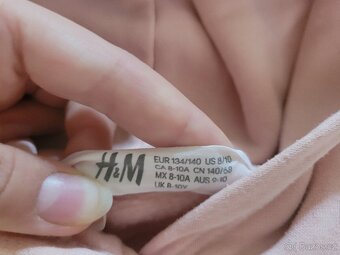 H&M
EUR 134/140 US 8/10
CA 8-10A CN 140/68
MX 8-10A AUS 9-10
UK 8-10Y